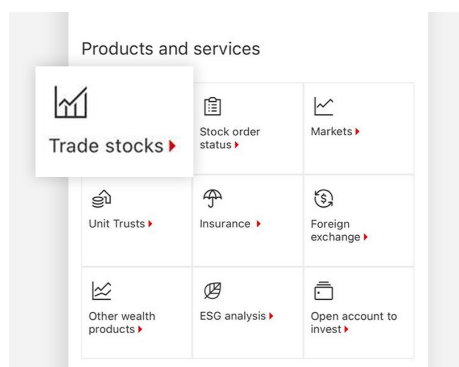 Products and services
Trade stocks
Stock order
status
Markets
Unit Trusts
Insurance
Foreign
exchange
Other wealth
products
ESG analysis
Open account to
invest